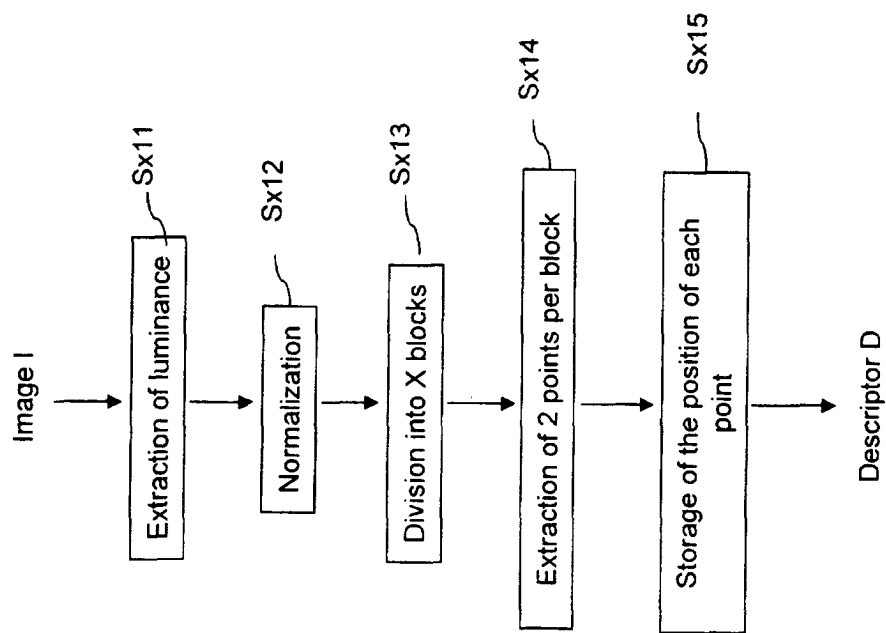 Image I
Extraction of luminance
Sx11
Normalization
Sx12
Division into X blocks
Sx13
Extraction of 2 points per block
Sx14
Storage of the position of each
point
Sx15
Descriptor D